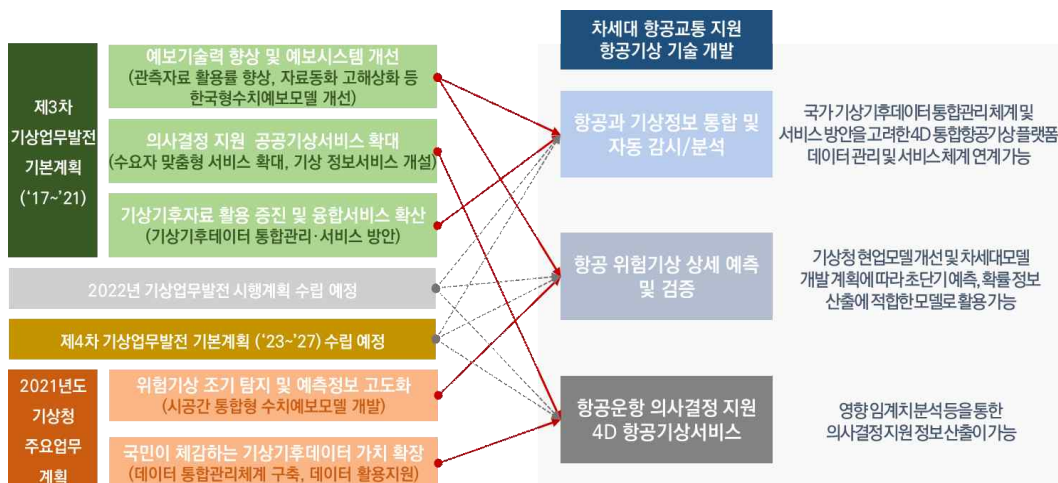 제3차
기상업무발전
기본계획
(‘17~’21)
예보기술력 향상 및 예보시스템 개선
(관측자료 활용률 향상, 자료동화 고해상화 등
한국형수치예보모델 개선)
의사결정 지원 공공기상서비스 확대
(수요자 맞춤형 서비스 확대, 기상 정보서비스 개설)
기상기후자료 활용 증진 및 융합서비스 확산
(기상기후테이터 통합관리·서비스 방안)
2022년 기상업무발전 시행계획 수립 예정
제4차 기상업무발전 기본계획 (‘23~’27) 수립 예정
2021년도
기상청
주요업무
계획
위험기상 조기 탐지 및 예측정보 고도화
(시공간 통합형 수치예보모델 개발)
국민이 체감하는 기상기후데이터 가치 확장
(데이터 통합관리체계 구축, 데이터 활용지원)
차세대 항공교통 지원
항공기상 기술 개발
항공과 기상정보 통합 및
자동 감시/분석
국가 기상기후데이터 통합관리 체계 및
서비스 방안을 고려한 4D 통합항공기상 플랫폼
데이터 관리 및 서비스 체계 연계 가능
항공 위험기상 상세 예측
및 검증
기상청 현업모델 개선 및 차세대모델
개발 계획에 따라 초단기 예측, 확률 정보
산출에 적합한 모델로 활용 가능
항공운항 의사결정 지원
4D 항공기상서비스
영향 임계치 분석 등을 통한
의사결정 지원 정보 산출이 가능